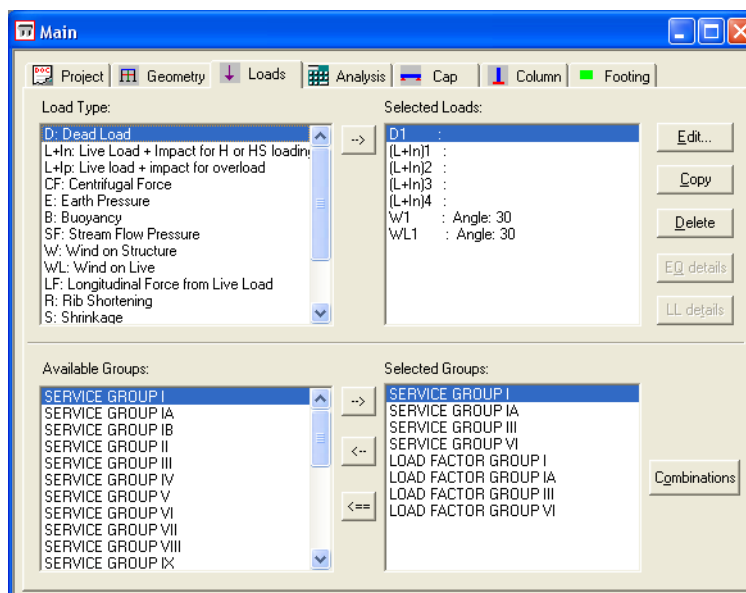 Main
Project Geometry Loads Analysis Cap Column Footing
Load Type:
D: Dead Load
L+In: Live Load + Impact for H or HS loading
L+Ip: Live load + impact for overload
CF: Centrifugal Force
E: Earth Pressure
B: Buoyancy
SF: Stream Flow Pressure
W: Wind on Structure
WL: Wind on Live
LF: Longitudinal Force from Live Load
R: Rib Shortening
S: Shrinkage
-->
Selected Loads:
D1 :
(L+In)1 :
(L+In)2 :
(L+In)3 :
(L+In)4 :
W1 : Angle: 30
WL1 : Angle: 30
Edit...
Copy
Delete
EQ details
LL details
Available Groups:
SERVICE GROUP I
SERVICE GROUP IA
SERVICE GROUP IB
SERVICE GROUP II
SERVICE GROUP III
SERVICE GROUP IV
SERVICE GROUP V
SERVICE GROUP VI
SERVICE GROUP VII
SERVICE GROUP VIII
SERVICE GROUP IX
-->
<--
<==
Selected Groups:
SERVICE GROUP I
SERVICE GROUP IA
SERVICE GROUP III
SERVICE GROUP VI
LOAD FACTOR GROUP I
LOAD FACTOR GROUP IA
LOAD FACTOR GROUP III
LOAD FACTOR GROUP VI
Combinations